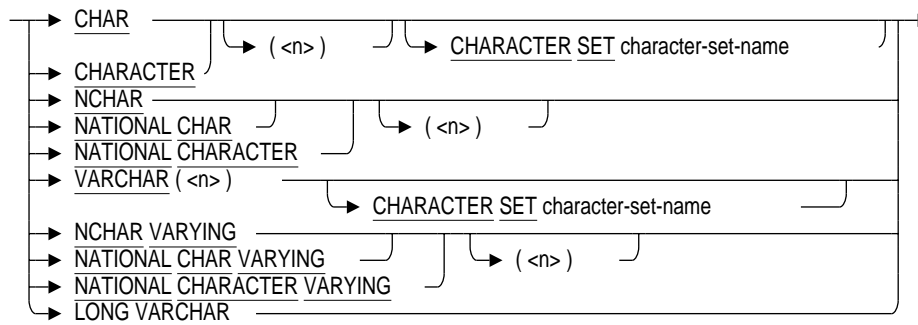 CHAR
( <n> )
CHARACTER SET character-set-name
CHARACTER
NCHAR
NATIONAL CHAR
( <n> )
NATIONAL CHARACTER
VARCHAR ( <n> )
CHARACTER SET character-set-name
NCHAR VARYING
NATIONAL CHAR VARYING
( <n> )
NATIONAL CHARACTER VARYING
LONG VARCHAR